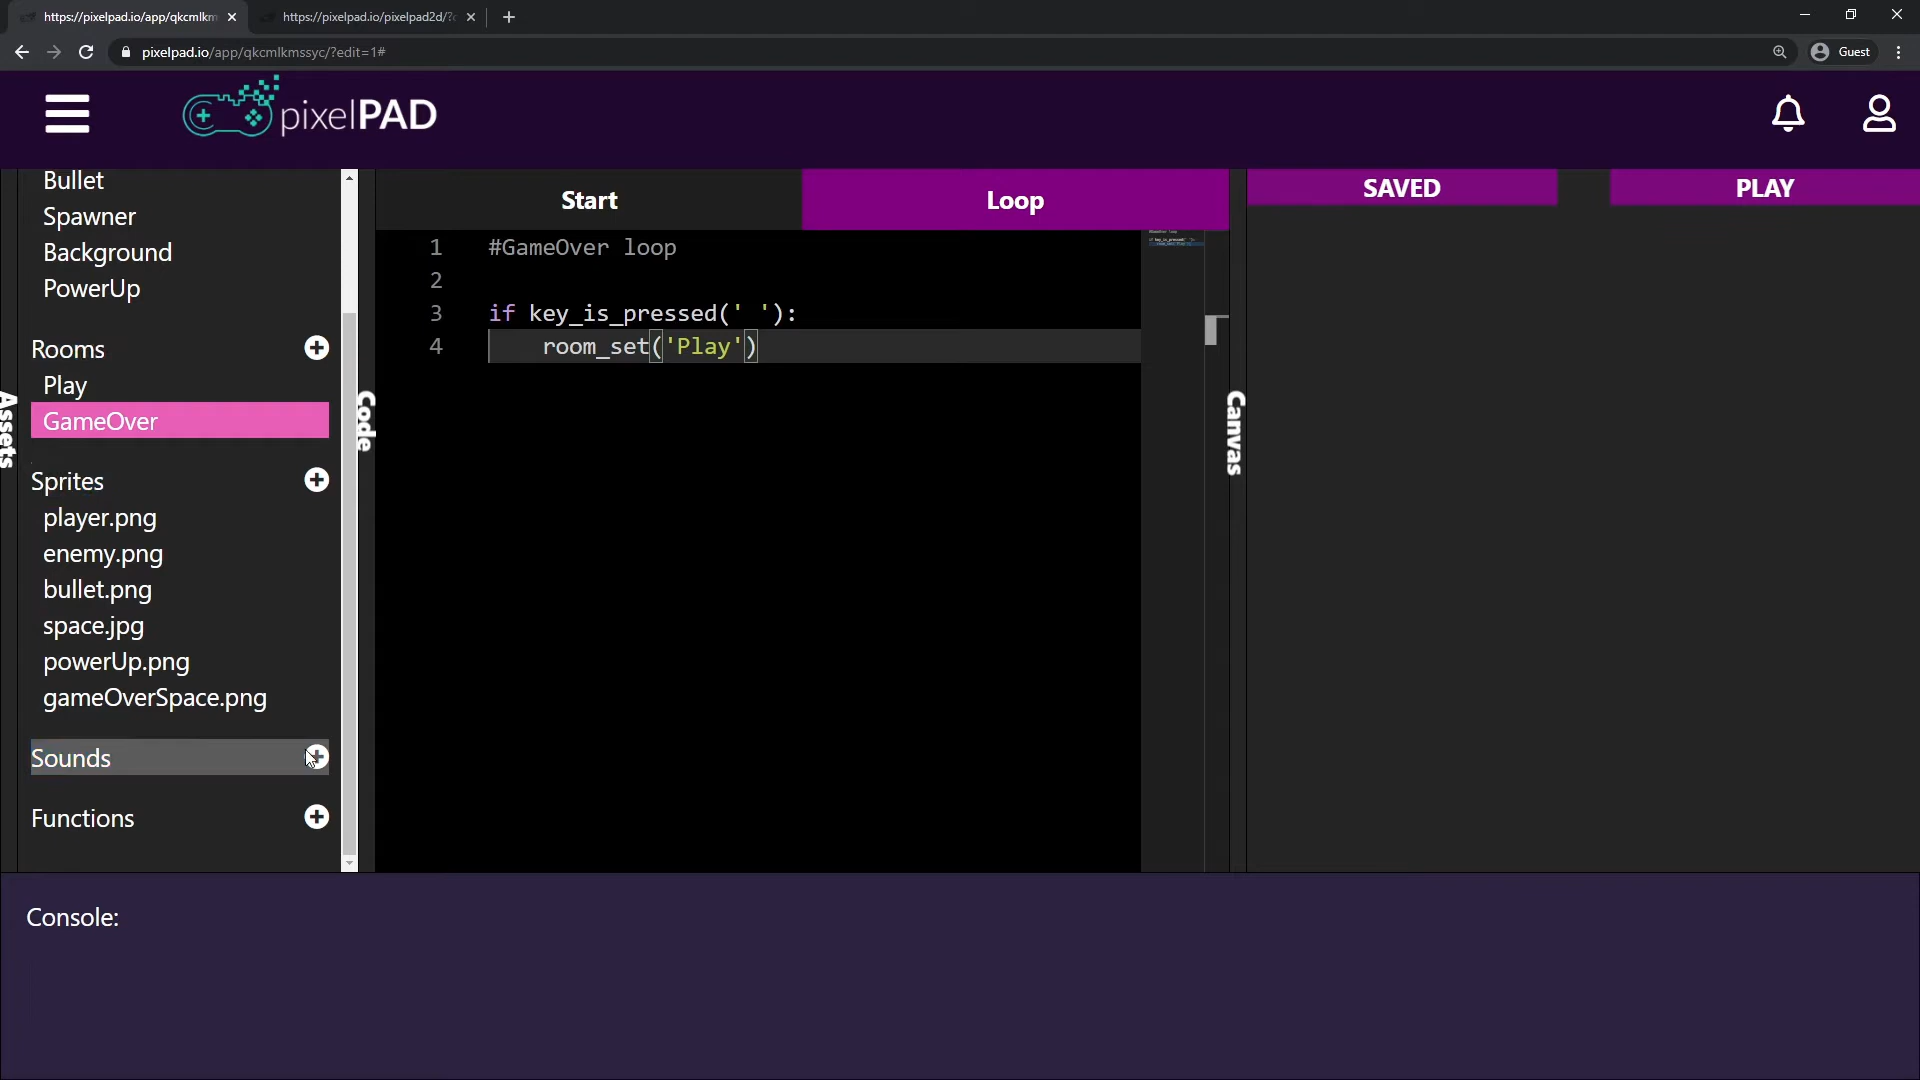 https://pixelpad.io/app/qkcmlkm
https://pixelpad.io/pixelpad2d/?
pixelpad.io/app/qkcmlkmssyc/?edit=1#
Guest
pixelPAD
Bullet
Spawner
Background
PowerUp
Rooms
Play
GameOver
Sprites
player.png
enemy.png
bullet.png
space.jpg
powerUp.png
gameOverSpace.png
Sounds
Functions
Assets
Code
Start
Loop
1 #GameOver loop
2
3 if key_is_pressed(' '):
4 room_set('Play')
Canvas
SAVED
PLAY
Console: